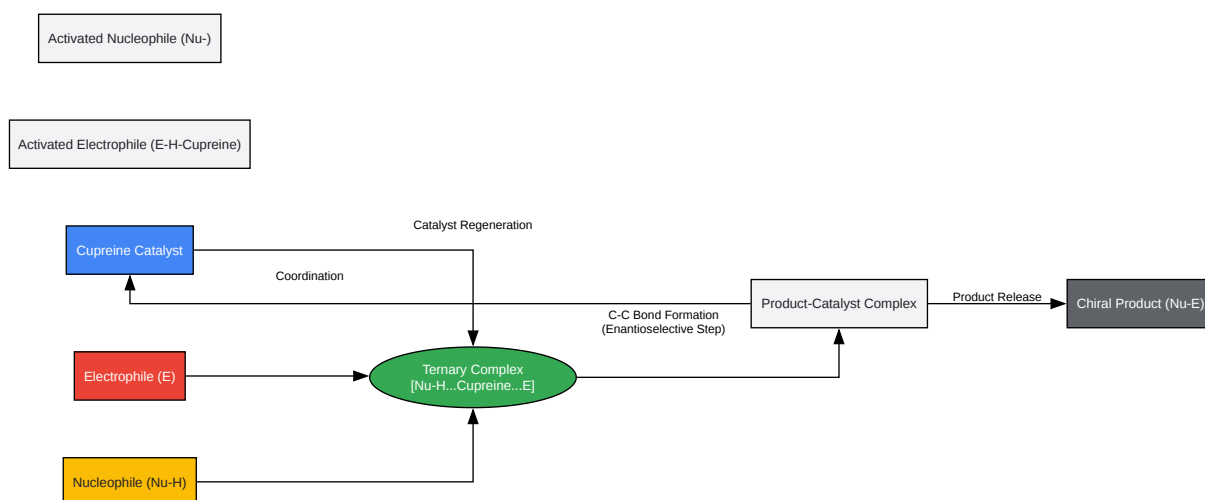 Activated Nucleophile (Nu-)
Activated Electrophile (E-H-Cupreine)
Catalyst Regeneration
Cupreine Catalyst
Coordination
Product-Catalyst Complex
Product Release
Chiral Product (Nu-E)
C-C Bond Formation
(Enantioselective Step)
Electrophile (E)
Ternary Complex
[Nu-H...Cupreine...E]
Nucleophile (Nu-H)